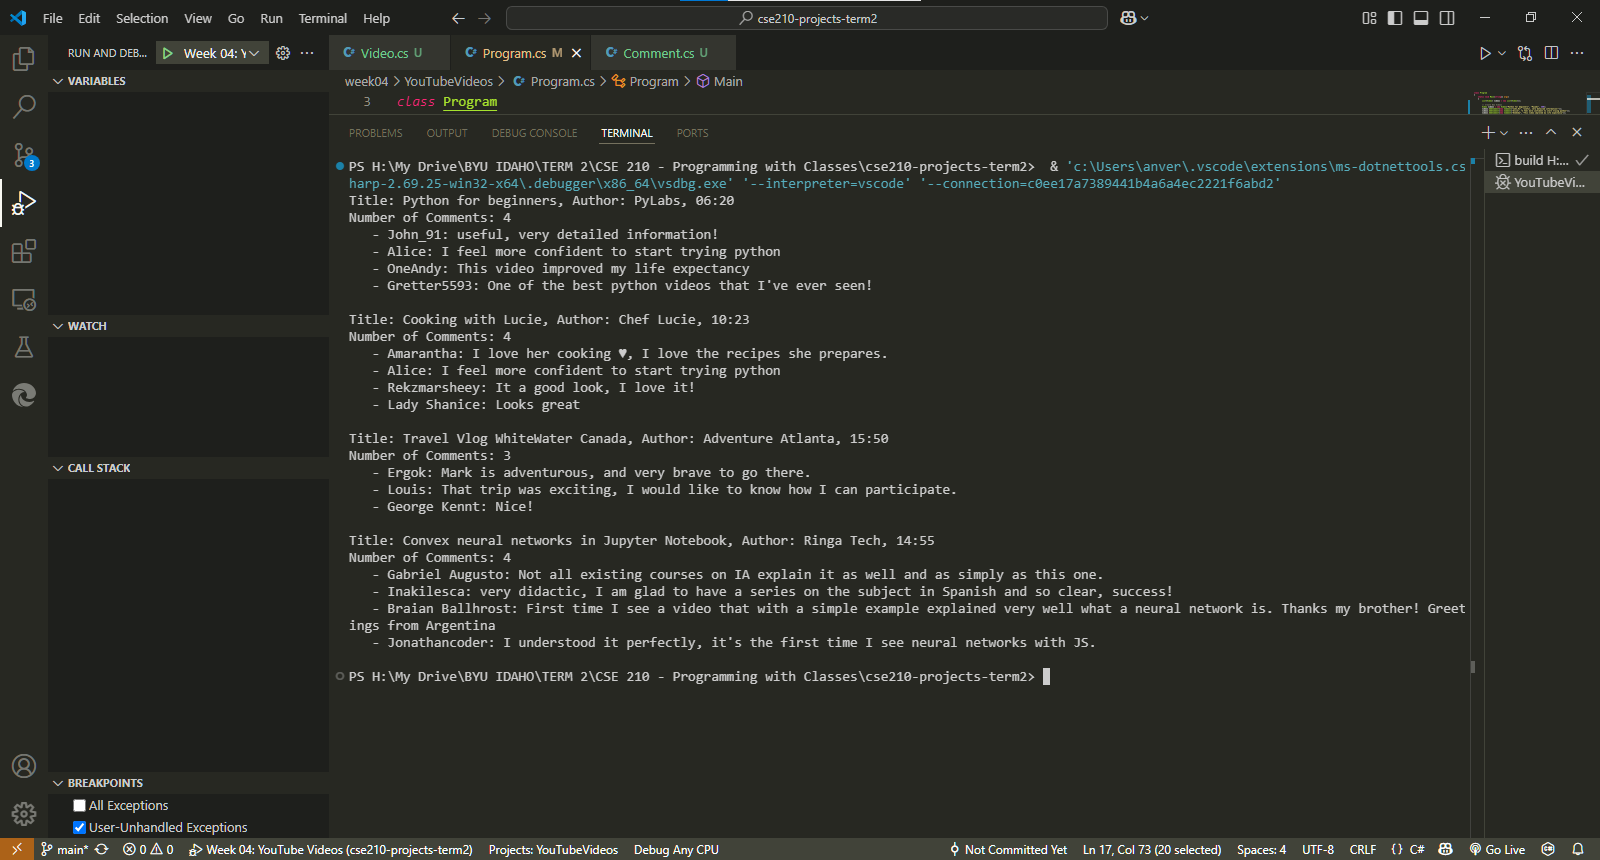 File Edit Selection View Go Run Terminal Help
cse210-projects-term2
RUN AND DEB... Week 04: Y
Video.cs U
Program.cs M
Comment.cs U
week04 > YouTubeVideos > Program.cs > Program > Main
3 class Program
VARIABLES
WATCH
CALL STACK
BREAKPOINTS
All Exceptions
User-Unhandled Exceptions
3
PROBLEMS OUTPUT DEBUG CONSOLE TERMINAL PORTS
build H:...
YouTubeVi...
PS H:\My Drive\BYU IDAHO\TERM 2\CSE 210 - Programming with Classes\cse210-projects-term2> & 'c:\Users\anver\.vscode\extensions\ms-dotnettools.cs
harp-2.69.25-win32-x64\.debugger\x86_64\vsdbg.exe' '--interpreter=vscode' '--connection=c0ee17a7389441b4a6a4ec2221f6abd2'
Title: Python for beginners, Author: PyLabs, 06:20
Number of Comments: 4
- John_91: useful, very detailed information!
- Alice: I feel more confident to start trying python
- OneAndy: This video improved my life expectancy
- Gretter5593: One of the best python videos that I've ever seen!
Title: Cooking with Lucie, Author: Chef Lucie, 10:23
Number of Comments: 4
- Amarantha: I love her cooking ♥, I love the recipes she prepares.
- Alice: I feel more confident to start trying python
- Rekzmarsheey: It a good look, I love it!
- Lady Shanice: Looks great
Title: Travel Vlog WhiteWater Canada, Author: Adventure Atlanta, 15:50
Number of Comments: 3
- Ergok: Mark is adventurous, and very brave to go there.
- Louis: That trip was exciting, I would like to know how I can participate.
- George Kennt: Nice!
Title: Convex neural networks in Jupyter Notebook, Author: Ringa Tech, 14:55
Number of Comments: 4
- Gabriel Augusto: Not all existing courses on IA explain it as well and as simply as this one.
- Inakilesca: very didactic, I am glad to have a series on the subject in Spanish and so clear, success!
- Braian Ballhrost: First time I see a video that with a simple example explained very well what a neural network is. Thanks my brother! Greet
ings from Argentina
- Jonathancoder: I understood it perfectly, it's the first time I see neural networks with JS.
PS H:\My Drive\BYU IDAHO\TERM 2\CSE 210 - Programming with Classes\cse210-projects-term2>
main* 0 0 Week 04: YouTube Videos (cse210-projects-term2) Projects: YouTubeVideos Debug Any CPU Not Committed Yet Ln 17, Col 73 (20 selected) Spaces: 4 UTF-8 CRLF {} C# Go Live